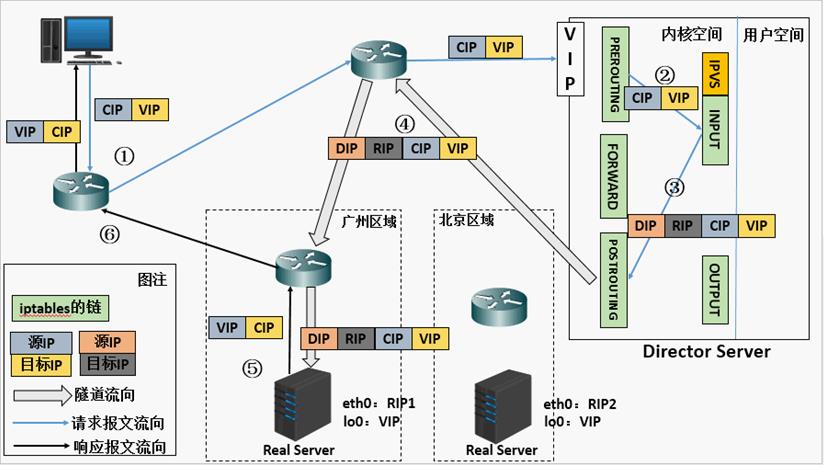 CIP VIP
VIP CIP
①
CIP VIP
VIP
PREROUTING
内核空间
用户空间
IPVS
②
CIP VIP
INPUT
④
DIP RIP CIP VIP
FORWARD
③
DIP RIP CIP VIP
POSTROUTING
OUTPUT
Director Server
⑥
广州区域
北京区域
VIP CIP
DIP RIP CIP VIP
⑤
eth0：RIP1
lo0：VIP
Real Server
eth0：RIP2
lo0：VIP
Real Server
图注
iptables的链
源IP
目标IP
源IP
目标IP
隧道流向
请求报文流向
响应报文流向